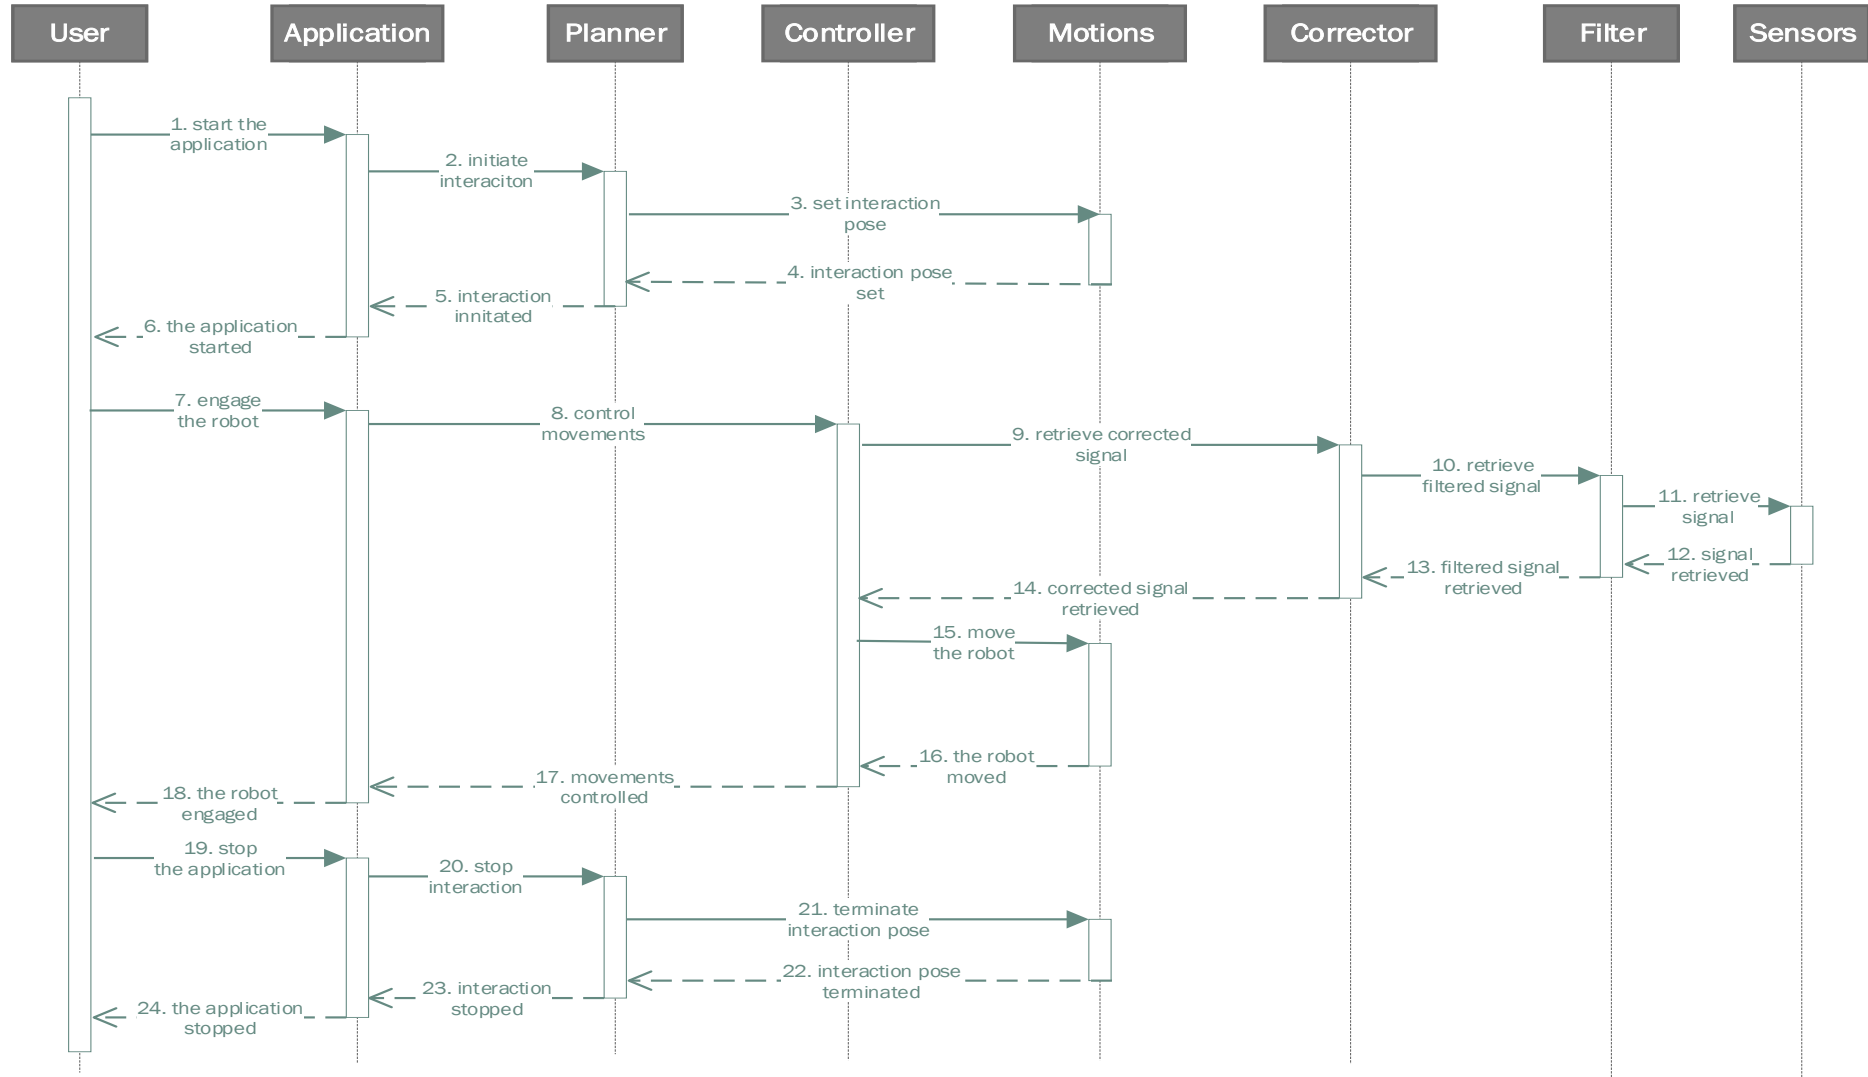 User
Application
Planner
Controller
Motions
Corrector
Filter
Sensors
1. start the
application
2. initiate
interaciton
3. set interaction
pose
4. interaction pose
set
5. interaction
innitated
6. the application
started
7. engage
the robot
8. control
movements
9. retrieve corrected
signal
10. retrieve
filtered signal
11. retrieve
signal
12. signal
retrieved
13. filtered signal
retrieved
14. corrected signal
retrieved
15. move
the robot
16. the robot
moved
17. movements
controlled
18. the robot
engaged
19. stop
the application
20. stop
interaction
21. terminate
interaction pose
22. interaction pose
terminated
23. interaction
stopped
24. the application
stopped